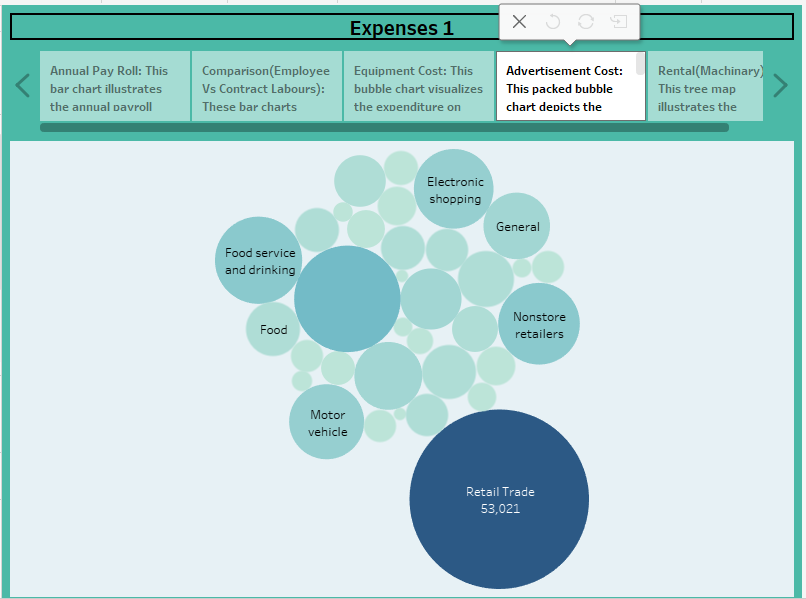 Expenses 1
Annual Pay Roll: This
bar chart illustrates
the annual payroll
Comparison(Employee
Vs Contract Labours):
These bar charts
Equipment Cost: This
bubble chart visualizes
the expenditure on
Advertisement Cost:
This packed bubble
chart depicts the
Rental(Machinary)
This tree map
illustrates the
Electronic
shopping
General
Food service
and drinking
Nonstore
retailers
Food
Motor
vehicle
Retail Trade
53,021